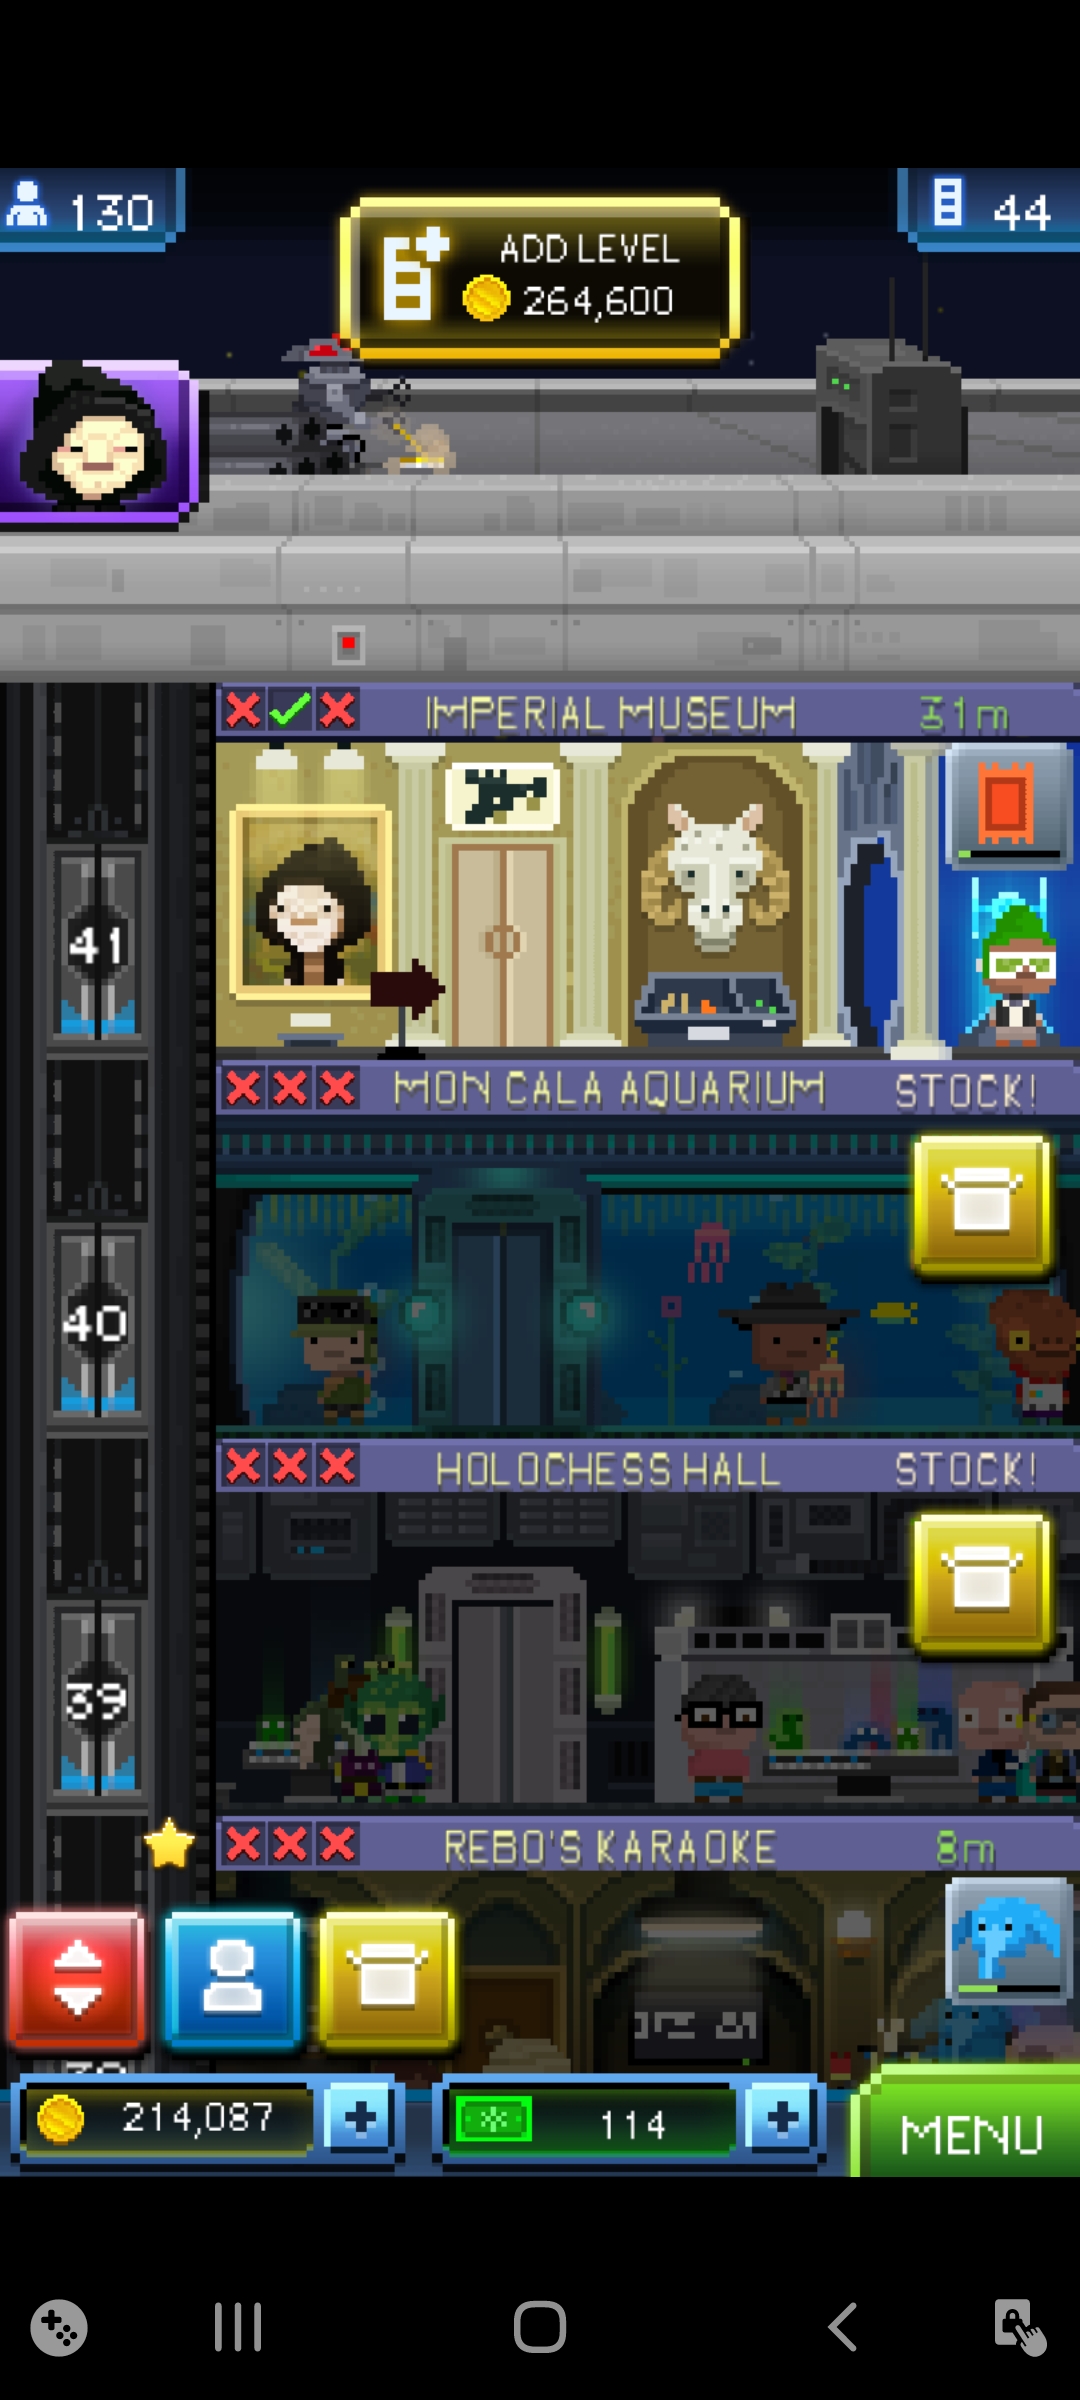 130
ADD LEVEL
264,600
44
IMPERIAL MUSEUM 31m
41
MON CALA AQUARIUM STOCK!
40
HOLOCHESS HALL STOCK!
39
REBO'S KARAOKE 8m
214,087
114
MENU